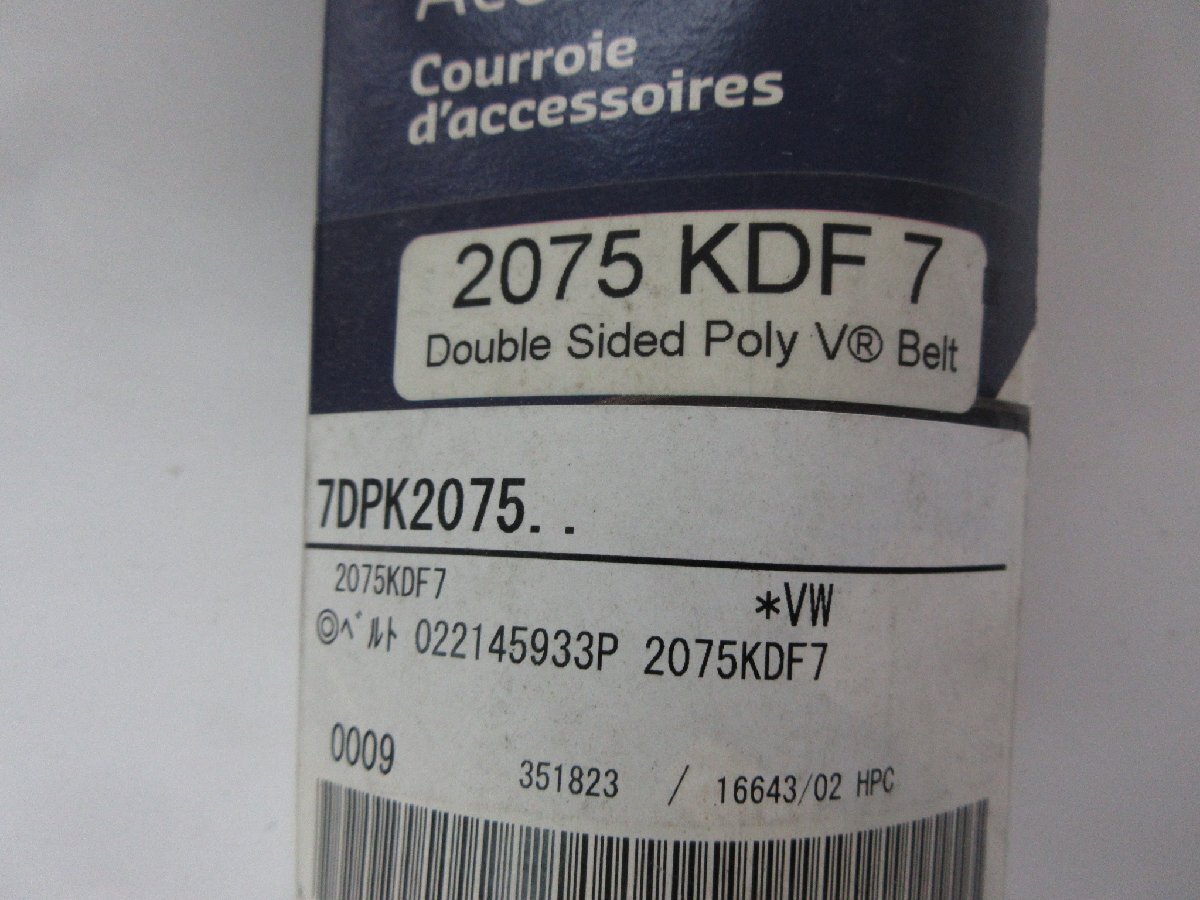 Courroie
d'accessoires
2075 KDF 7
Double Sided Poly V® Belt
7DPK2075..
2075KDF7
*VW
◎ﾍﾞﾙﾄ 022145933P 2075KDF7
0009
351823 / 16643/02 HPC